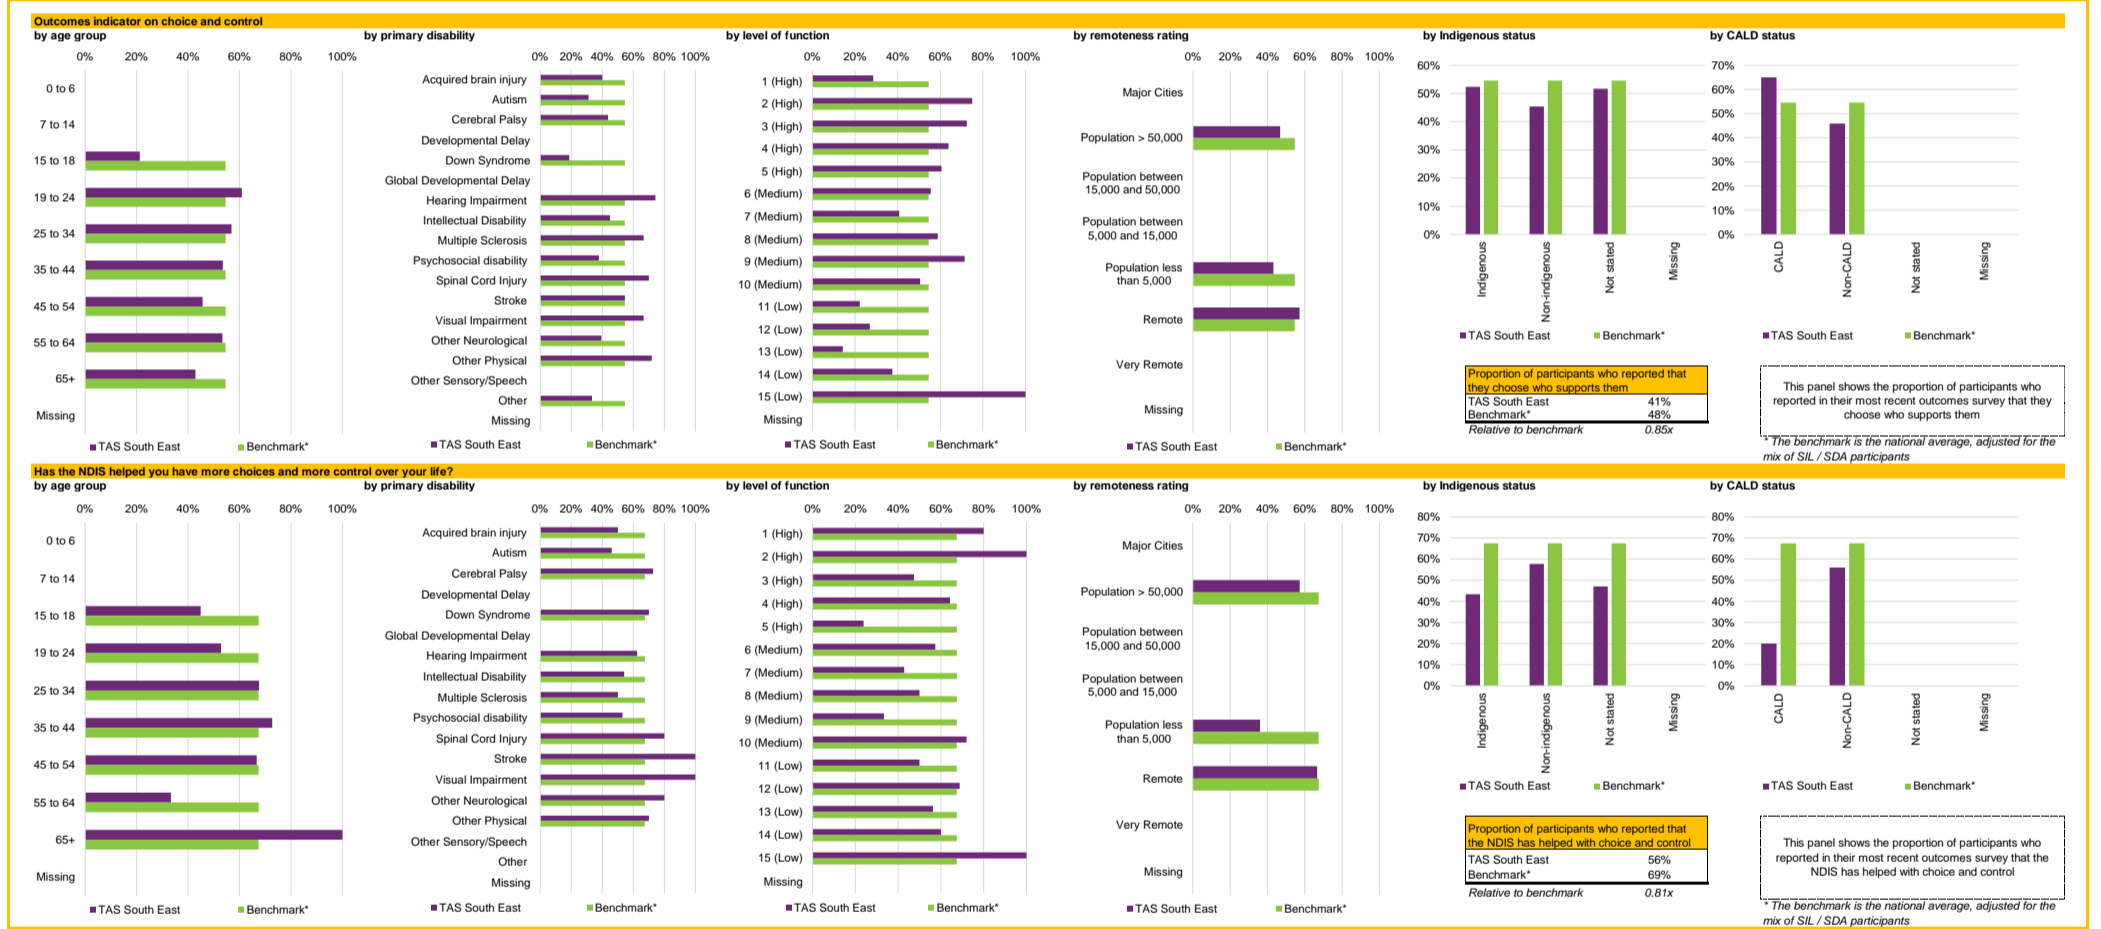 Outcomes indicator on choice and control
by age group
0% 20% 40% 60% 80% 100%
0 to 6
7 to 14
15 to 18
19 to 24
25 to 34
35 to 44
45 to 54
55 to 64
65+
Missing
TAS South East Benchmark*
by primary disability
0% 20% 40% 60% 80% 100%
Acquired brain injury
Autism
Cerebral Palsy
Developmental Delay
Down Syndrome
Global Developmental Delay
Hearing Impairment
Intellectual Disability
Multiple Sclerosis
Psychosocial disability
Spinal Cord Injury
Stroke
Visual Impairment
Other Neurological
Other Physical
Other Sensory/Speech
Other
Missing
TAS South East Benchmark*
by level of function
0% 20% 40% 60% 80% 100%
1 (High)
2 (High)
3 (High)
4 (High)
5 (High)
6 (Medium)
7 (Medium)
8 (Medium)
9 (Medium)
10 (Medium)
11 (Low)
12 (Low)
13 (Low)
14 (Low)
15 (Low)
Missing
TAS South East Benchmark*
by remoteness rating
0% 20% 40% 60% 80% 100%
Major Cities
Population > 50,000
Population between
15,000 and 50,000
Population between
5,000 and 15,000
Population less
than 5,000
Remote
Very Remote
Missing
TAS South East Benchmark*
by Indigenous status
60%
50%
40%
30%
20%
10%
0%
Indigenous
Non-indigenous
Not stated
Missing
TAS South East Benchmark*
by CALD status
70%
60%
50%
40%
30%
20%
10%
0%
CALD
Non-CALD
Not stated
Missing
TAS South East Benchmark*
Proportion of participants who reported that
they choose who supports them
TAS South East 41%
Benchmark* 48%
Relative to benchmark 0.85x
This panel shows the proportion of participants who
reported in their most recent outcomes survey that they
choose who supports them
* The benchmark is the national average, adjusted for the
mix of SIL / SDA participants
Has the NDIS helped you have more choices and more control over your life?
by age group
0% 20% 40% 60% 80% 100%
0 to 6
7 to 14
15 to 18
19 to 24
25 to 34
35 to 44
45 to 54
55 to 64
65+
Missing
TAS South East Benchmark*
by primary disability
0% 20% 40% 60% 80% 100%
Acquired brain injury
Autism
Cerebral Palsy
Developmental Delay
Down Syndrome
Global Developmental Delay
Hearing Impairment
Intellectual Disability
Multiple Sclerosis
Psychosocial disability
Spinal Cord Injury
Stroke
Visual Impairment
Other Neurological
Other Physical
Other Sensory/Speech
Other
Missing
TAS South East Benchmark*
by level of function
0% 20% 40% 60% 80% 100%
1 (High)
2 (High)
3 (High)
4 (High)
5 (High)
6 (Medium)
7 (Medium)
8 (Medium)
9 (Medium)
10 (Medium)
11 (Low)
12 (Low)
13 (Low)
14 (Low)
15 (Low)
Missing
TAS South East Benchmark*
by remoteness rating
0% 20% 40% 60% 80% 100%
Major Cities
Population > 50,000
Population between
15,000 and 50,000
Population between
5,000 and 15,000
Population less
than 5,000
Remote
Very Remote
Missing
TAS South East Benchmark*
by Indigenous status
80%
70%
60%
50%
40%
30%
20%
10%
0%
Indigenous
Non-indigenous
Not stated
Missing
TAS South East Benchmark*
by CALD status
80%
70%
60%
50%
40%
30%
20%
10%
0%
CALD
Non-CALD
Not stated
Missing
TAS South East Benchmark*
Proportion of participants who reported that
the NDIS has helped with choice and control
TAS South East 56%
Benchmark* 69%
Relative to benchmark 0.81x
This panel shows the proportion of participants who
reported in their most recent outcomes survey that the
NDIS has helped with choice and control
* The benchmark is the national average, adjusted for the
mix of SIL / SDA participants